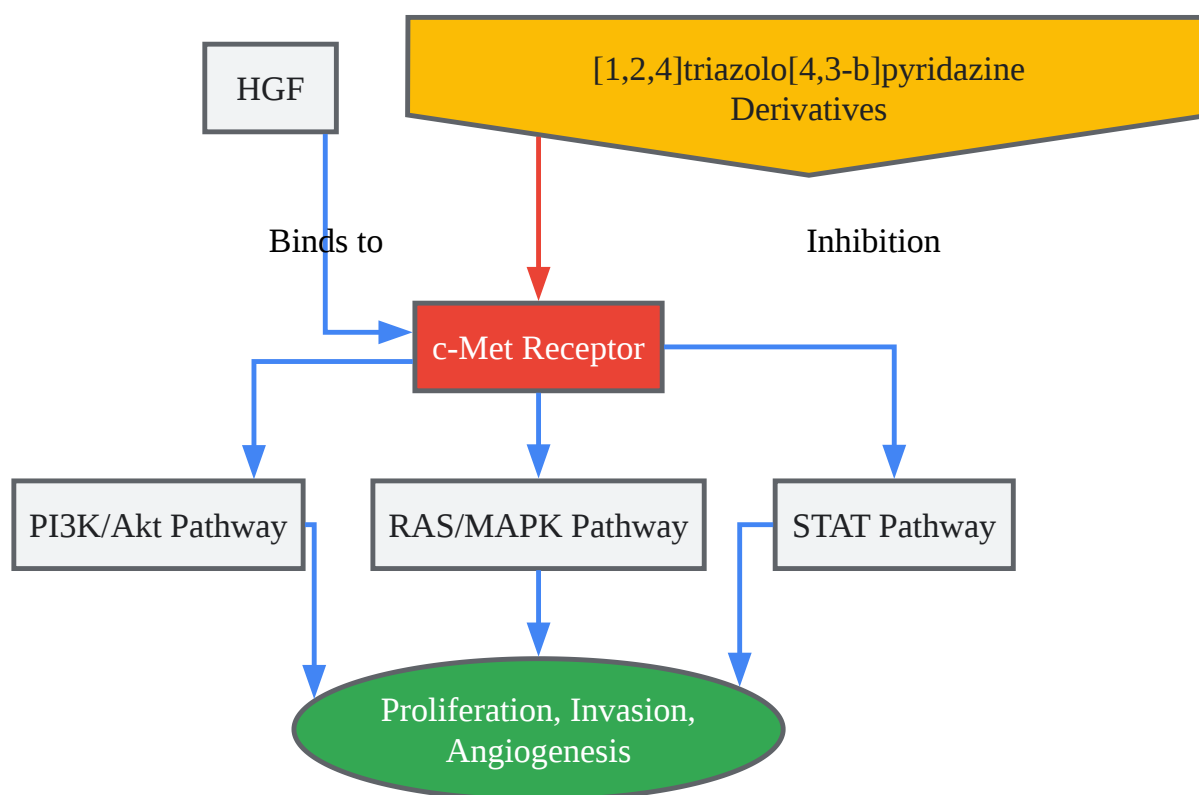 HGF
[1,2,4]triazolo[4,3-b]pyridazine
Derivatives
Binds to
Inhibition
c-Met Receptor
PI3K/Akt Pathway
RAS/MAPK Pathway
STAT Pathway
Proliferation, Invasion,
Angiogenesis